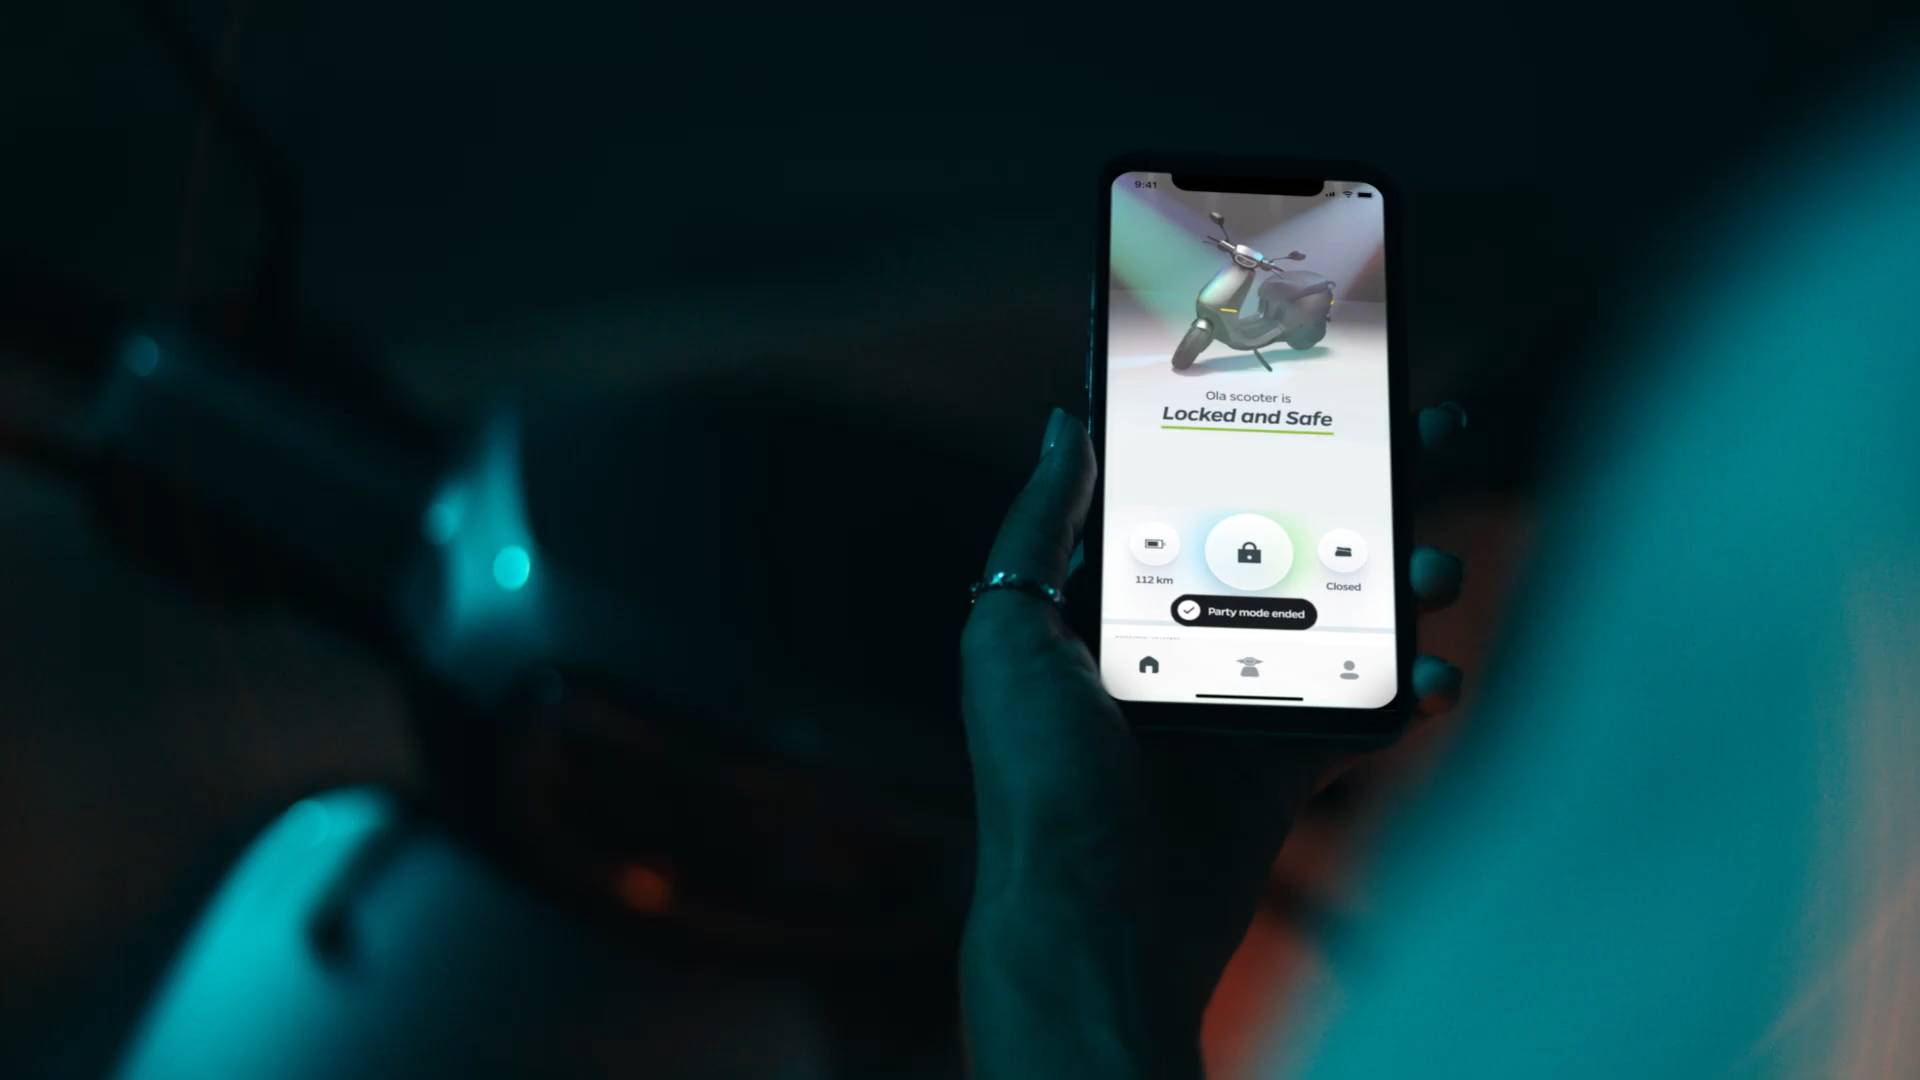 9:41
Ola scooter is
Locked and Safe
112 km
Closed
Party mode ended